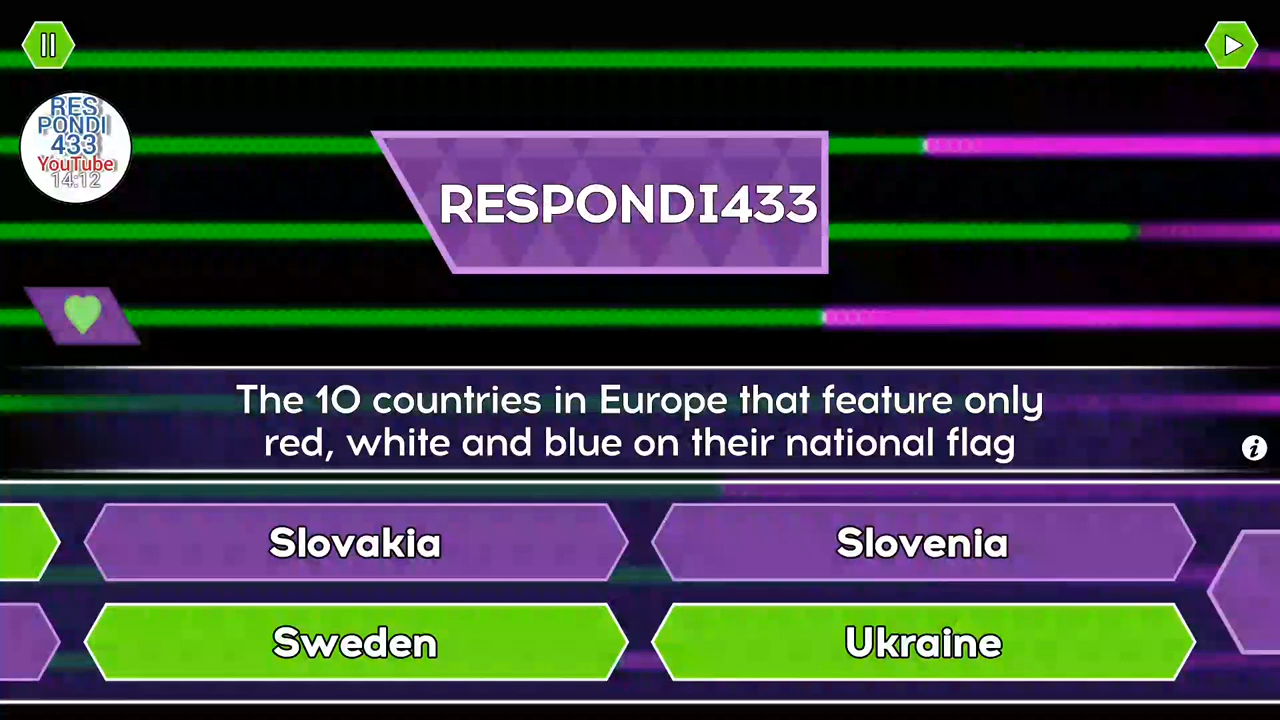 RES
PONDI
433
YouTube
14:12
RESPONDI433
The 10 countries in Europe that feature only
red, white and blue on their national flag
i
Slovakia
Slovenia
Sweden
Ukraine